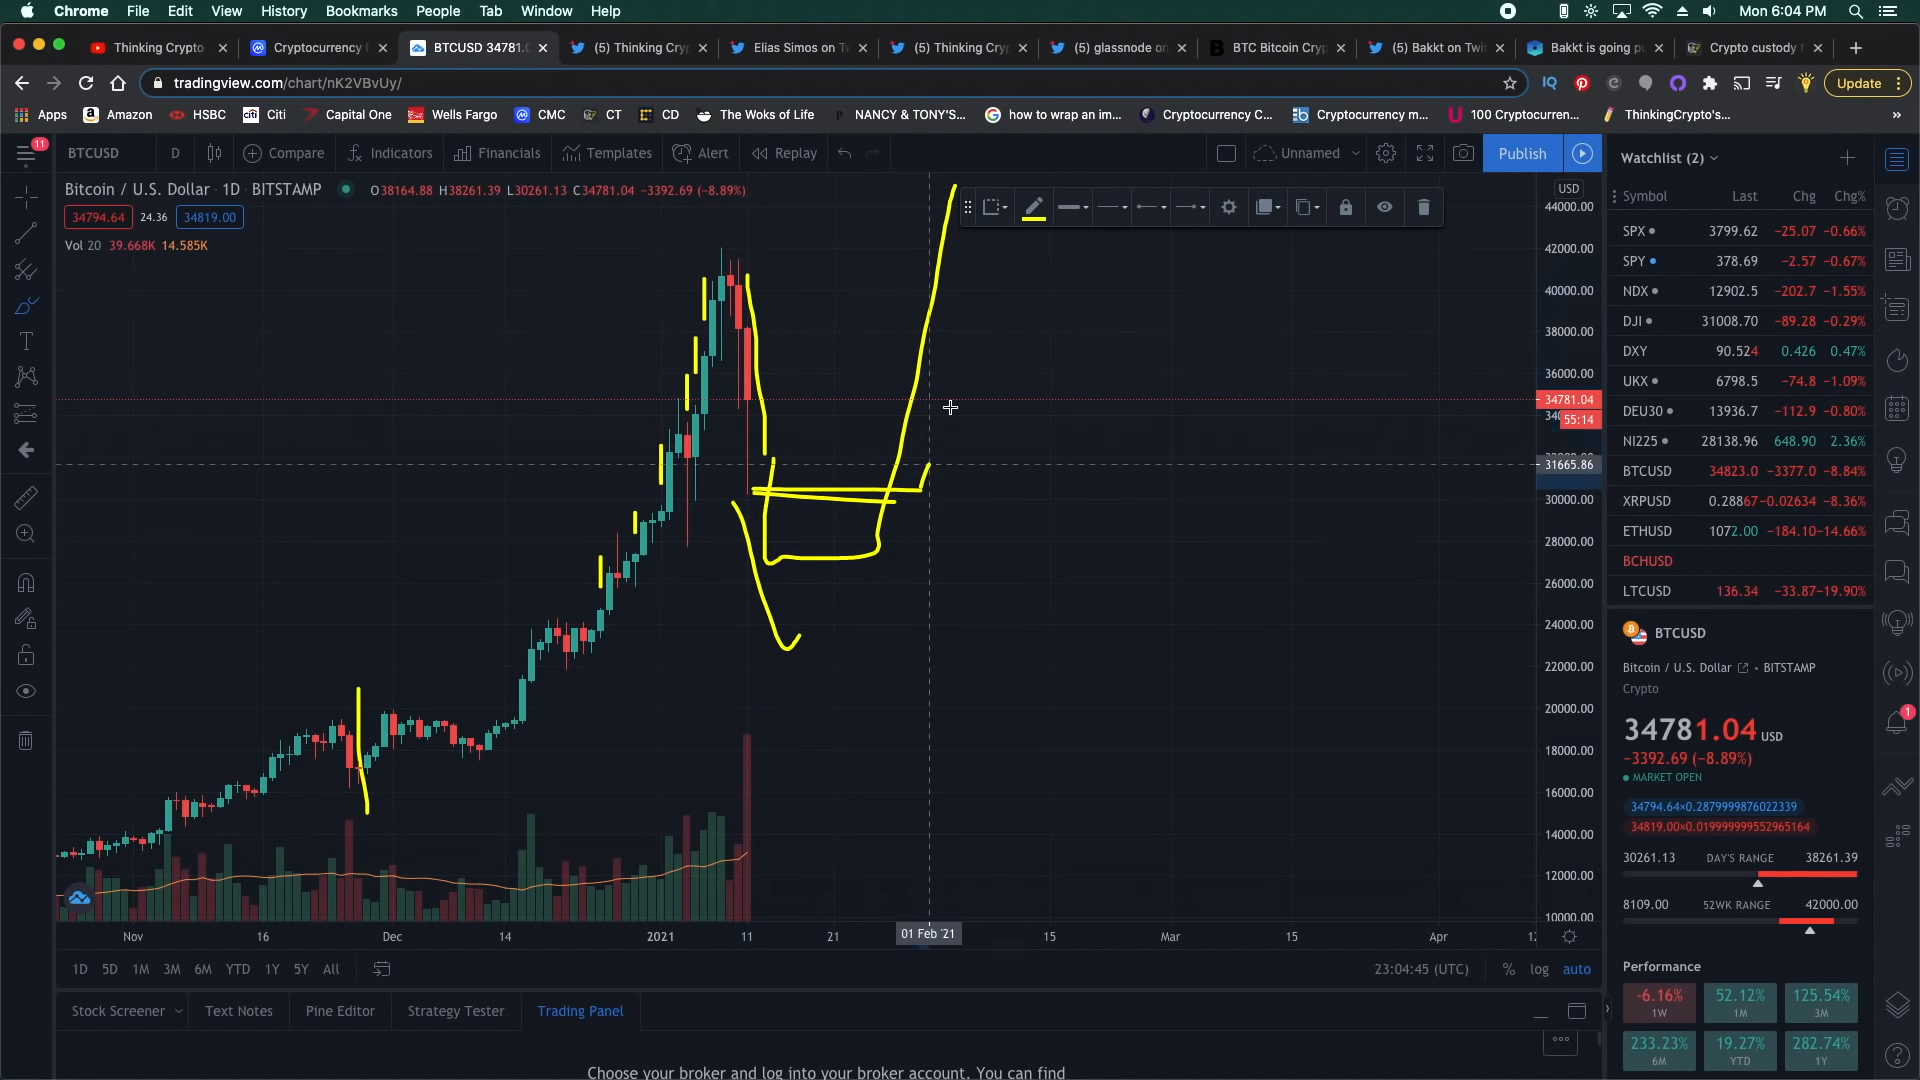 Chrome File Edit View History Bookmarks People Tab Window Help Mon 6:04 PM
Thinking Crypto Cryptocurrency BTCUSD 34781. (5) Thinking Cry Elias Simos on Tw (5) Thinking Cry (5) glassnode on BTC Bitcoin Cryp (5) Bakkt on Twit Bakkt is going pu Crypto custody f
tradingview.com/chart/nK2VBvUy/ Update
Apps Amazon HSBC Citi Capital One Wells Fargo CMC CT CD The Woks of Life NANCY & TONY'S... how to wrap an im... Cryptocurrency C... Cryptocurrency m... 100 Cryptocurren... ThinkingCrypto's... »
11 BTCUSD D Compare Indicators Financials Templates Alert Replay Unnamed Publish Watchlist (2)
Bitcoin / U.S. Dollar 1D BITSTAMP O38164.88 H38261.39 L30261.13 C34781.04 −3392.69 (−8.89%) USD
Symbol Last Chg Chg%
34794.64 24.36 34819.00
Vol 20 39.668K 14.585K
44000.00
42000.00
40000.00
38000.00
36000.00
34781.04
55:14
31665.86
30000.00
28000.00
26000.00
24000.00
22000.00
20000.00
18000.00
16000.00
14000.00
12000.00
10000.00
SPX 3799.62 −25.07 −0.66%
SPY 378.69 −2.57 −0.67%
NDX 12902.5 −202.7 −1.55%
DJI 31008.70 −89.28 −0.29%
DXY 90.524 0.426 0.47%
UKX 6798.5 −74.8 −1.09%
DEU30 13936.7 −112.9 −0.80%
NI225 28138.96 648.90 2.36%
BTCUSD 34823.0 −3377.0 −8.84%
XRPUSD 0.28867 −0.02634 −8.36%
ETHUSD 1072.00 −184.10 −14.66%
BCHUSD
LTCUSD 136.34 −33.87 −19.90%
BTCUSD
Bitcoin / U.S. Dollar • BITSTAMP
Crypto
34781.04 USD
−3392.69 (−8.89%)
MARKET OPEN
34794.64×0.2879999876022339
34819.00×0.019999999552965164
30261.13 DAY'S RANGE 38261.39
8109.00 52WK RANGE 42000.00
1
Nov 16 Dec 14 2021 11 21 01 Feb '21 15 Mar 15 Apr 12
1D 5D 1M 3M 6M YTD 1Y 5Y All 23:04:45 (UTC) % log auto
Performance
-6.16% 52.12% 125.54%
1W 1M 3M
233.23% 19.27% 282.74%
6M YTD 1Y
Stock Screener Text Notes Pine Editor Strategy Tester Trading Panel
Choose your broker and log into your broker account. You can find